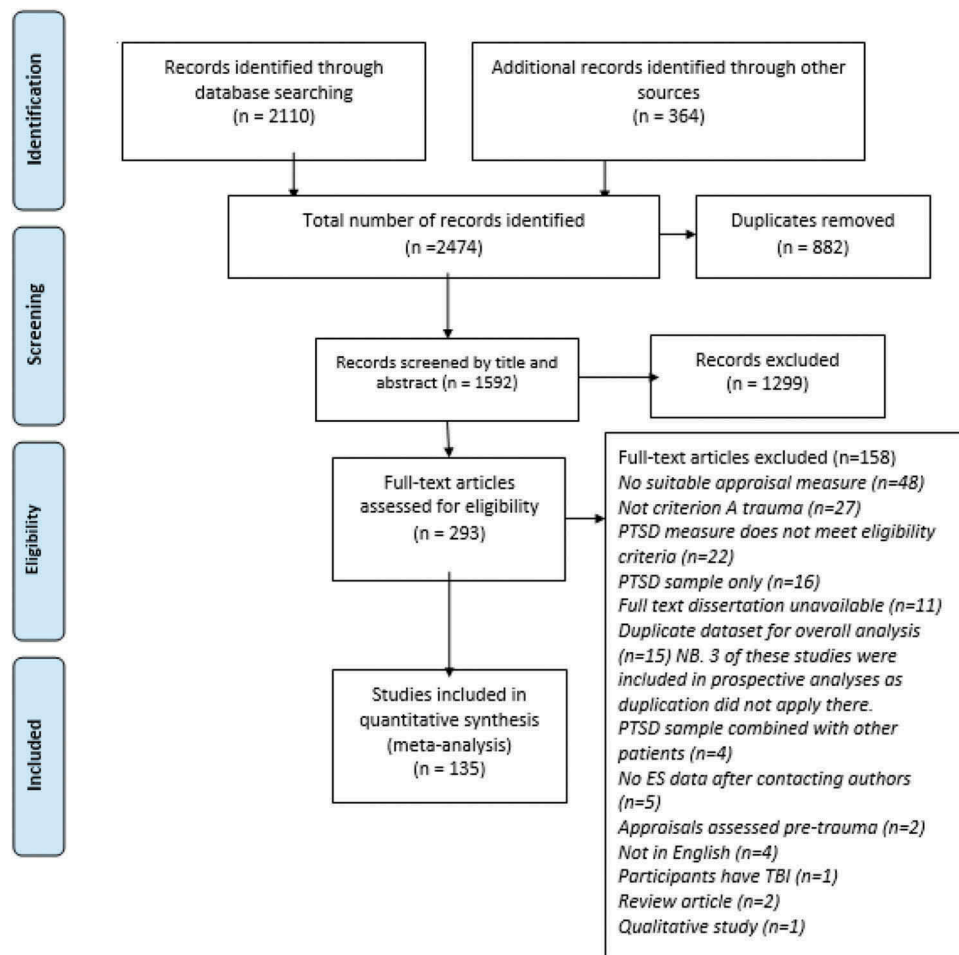 Identification
Records identified through
database searching
(n = 2110)
Additional records identified through other
sources
(n = 364)
Total number of records identified
(n =2474)
Duplicates removed
(n = 882)
Screening
Records screened by title and
abstract (n = 1592)
Records excluded
(n = 1299)
Eligibility
Full-text articles
assessed for eligibility
(n = 293)
Full-text articles excluded (n=158)
No suitable appraisal measure (n=48)
Not criterion A trauma (n=27)
PTSD measure does not meet eligibility
criteria (n=22)
PTSD sample only (n=16)
Full text dissertation unavailable (n=11)
Duplicate dataset for overall analysis
(n=15) NB. 3 of these studies were
included in prospective analyses as
duplication did not apply there.
PTSD sample combined with other
patients (n=4)
No ES data after contacting authors
(n=5)
Appraisals assessed pre-trauma (n=2)
Not in English (n=4)
Participants have TBI (n=1)
Review article (n=2)
Qualitative study (n=1)
Included
Studies included in
quantitative synthesis
(meta-analysis)
(n = 135)